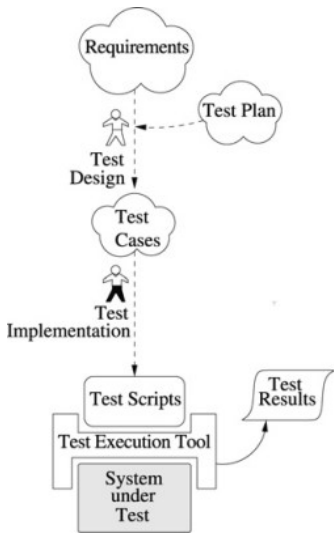 Requirements
Test Plan
Test
Design
Test
Cases
Test
Implementation
Test Scripts
Test
Results
Test Execution Tool
System
under
Test